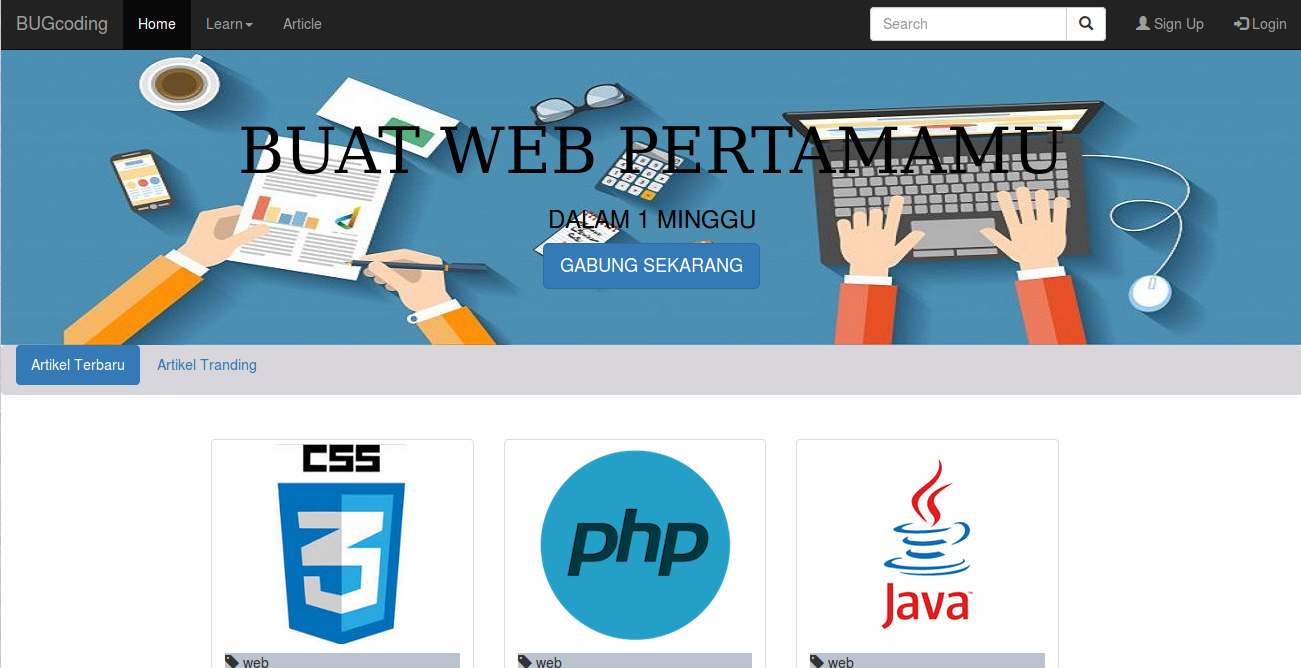 BUGcoding Home Learn Article Search Sign Up Login
BUAT WEB PERTAMAMU
DALAM 1 MINGGU
GABUNG SEKARANG
Artikel Terbaru Artikel Tranding
CSS php Java
3
web web web